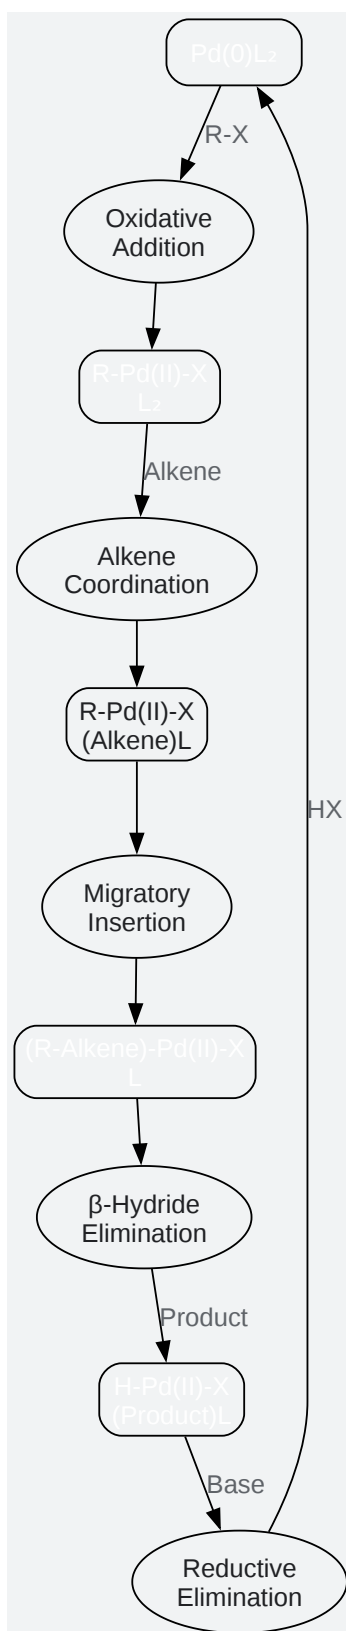 Pd(0)L₂
R-X
Oxidative
Addition
R-Pd(II)-X
L₂
Alkene
Alkene
Coordination
R-Pd(II)-X
(Alkene)L
HX
Migratory
Insertion
(R-Alkene)-Pd(II)-X
L
β-Hydride
Elimination
Product
H-Pd(II)-X
(Product)L
Base
Reductive
Elimination